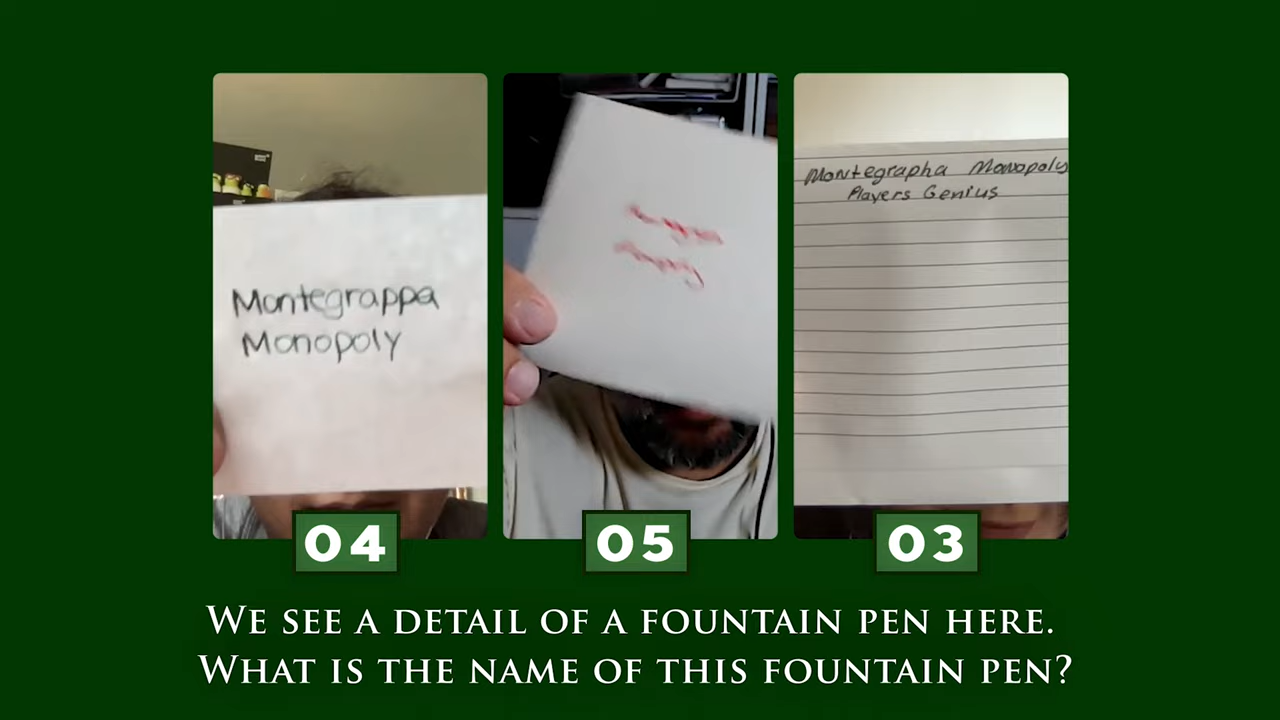 Montegrappa
Monopoly
Montegrapha Monopoly
Players Genius
04
05
03
WE SEE A DETAIL OF A FOUNTAIN PEN HERE.
WHAT IS THE NAME OF THIS FOUNTAIN PEN?